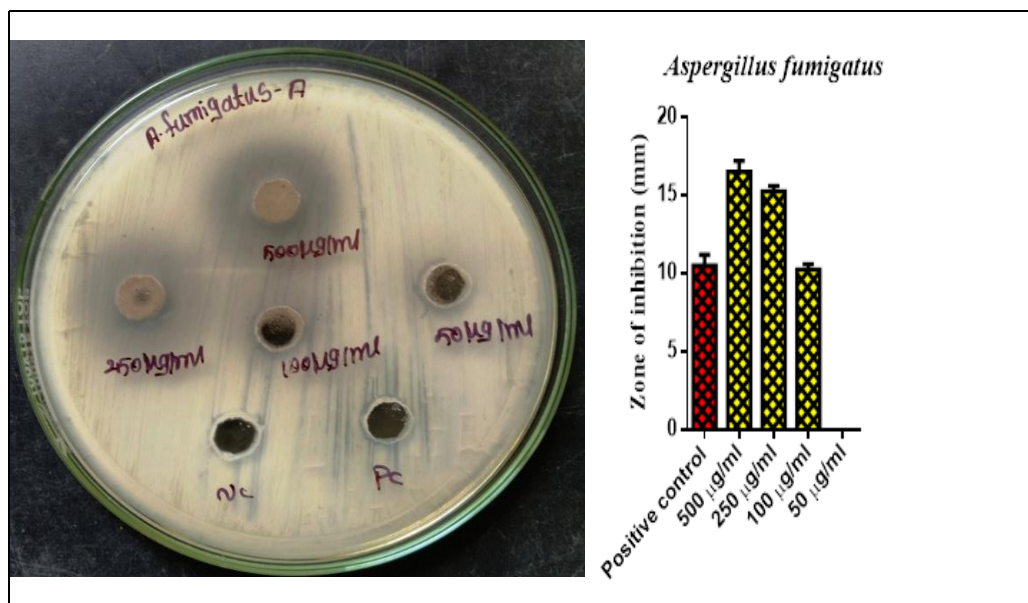 A.fumigatus-A
500µg/ml
250µg/ml
100µg/ml
50µg/ml
Nc
Pc
Aspergillus fumigatus
Zone of inhibition (mm)
20
15
10
5
0
Positive control
500 µg/ml
250 µg/ml
100 µg/ml
50 µg/ml